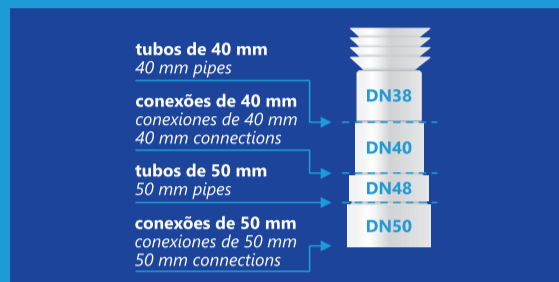 tubos de 40 mm
40 mm pipes
conexões de 40 mm
conexiones de 40 mm
40 mm connections
tubos de 50 mm
50 mm pipes
conexões de 50 mm
conexiones de 50 mm
50 mm connections
DN38
DN40
DN48
DN50